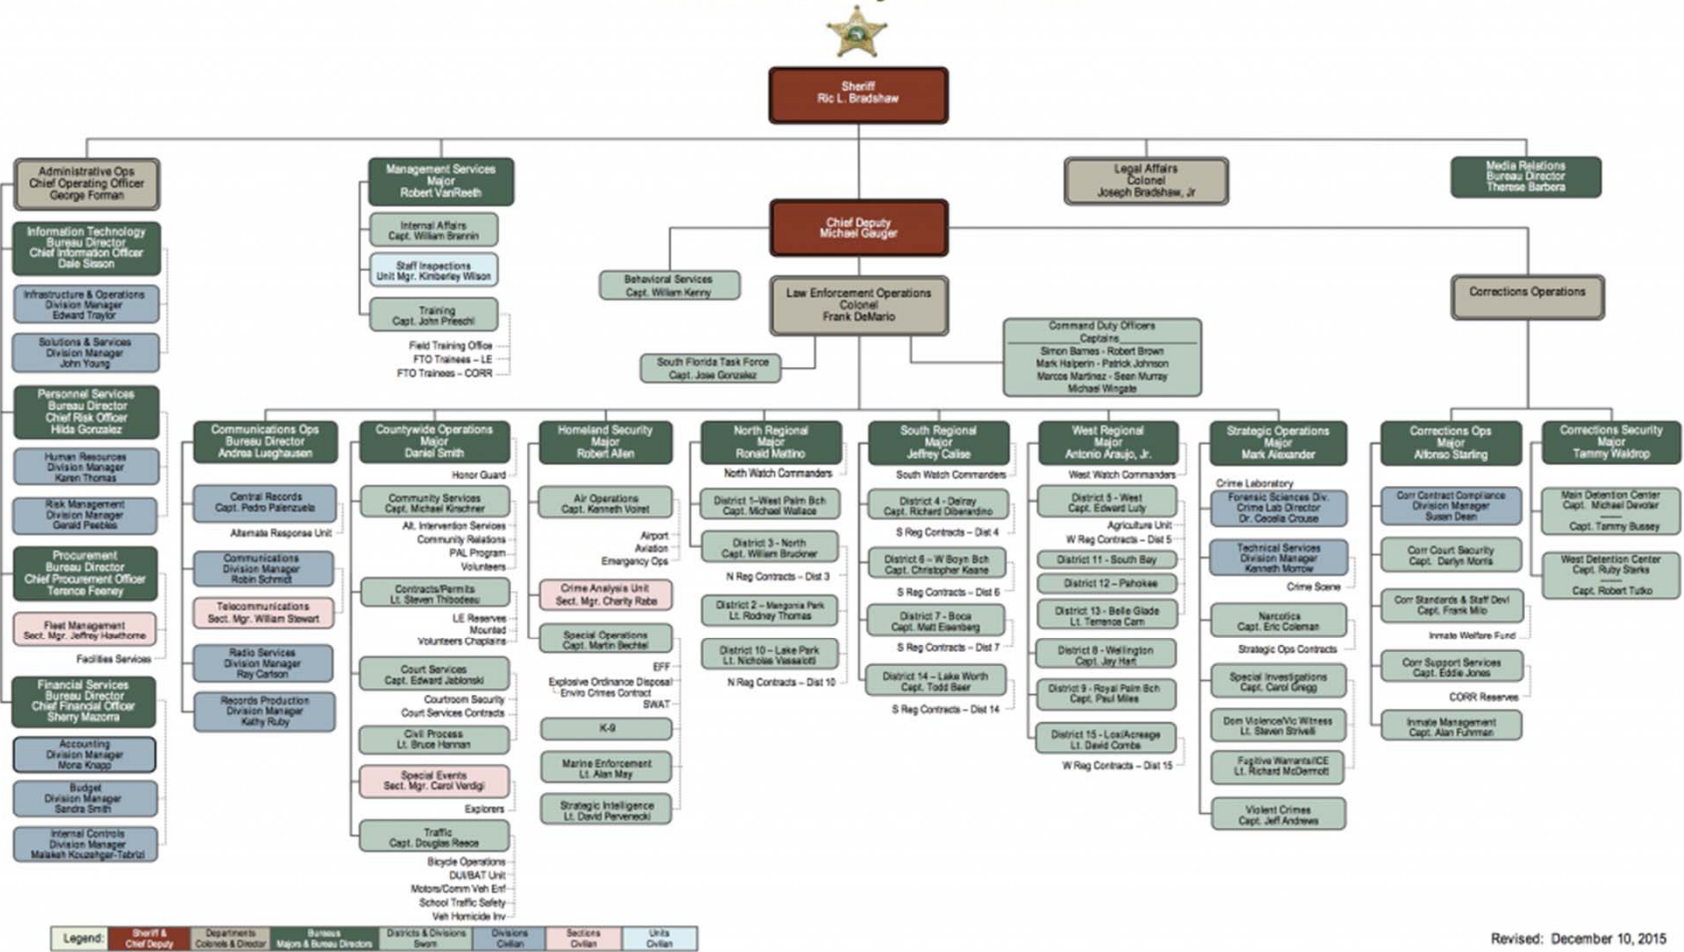 Sheriff
Ric L. Bradshaw
Administrative Ops
Chief Operating Officer
George Forman
Management Services
Major
Robert VanReeth
Legal Affairs
Colonel
Joseph Bradshaw, Jr
Media Relations
Bureau Director
Therese Barbera
Chief Deputy
Michael Gauger
Information Technology
Bureau Director
Chief Information Officer
Dale Sisson
Infrastructure & Operations
Division Manager
Edward Traylor
Solutions & Services
Division Manager
John Young
Personnel Services
Bureau Director
Chief Risk Officer
Hilda Gonzalez
Human Resources
Division Manager
Karen Thomas
Risk Management
Division Manager
Gerald Peebles
Procurement
Bureau Director
Chief Procurement Officer
Terence Feeney
Fleet Management
Sect. Mgr. Jeffrey Hawthorne
Facilities Services
Financial Services
Bureau Director
Chief Financial Officer
Sherry Mazorra
Accounting
Division Manager
Mona Knapp
Budget
Division Manager
Sandra Smith
Internal Controls
Division Manager
Malakeh Kouzehgar-Tabrizi
Internal Affairs
Capt. William Brannin
Staff Inspections
Unit Mgr. Kimberley Wilson
Training
Capt. John Prieschl
Field Training Office
FTO Trainees – LE
FTO Trainees – CORR
Behavioral Services
Capt. William Kenny
Law Enforcement Operations
Colonel
Frank DeMario
Corrections Operations
South Florida Task Force
Capt. Jose Gonzalez
Command Duty Officers
Captains
Simon Barnes - Robert Brown
Mark Halperin - Patrick Johnson
Marcos Martinez - Sean Murray
Michael Wingate
Communications Ops
Bureau Director
Andrea Lueghausen
Central Records
Capt. Pedro Palenzuela
Alternate Response Unit
Communications
Division Manager
Robin Schmidt
Telecommunications
Sect. Mgr. William Stewart
Radio Services
Division Manager
Ray Carlson
Records Production
Division Manager
Kathy Ruby
Countywide Operations
Major
Daniel Smith
Honor Guard
Community Services
Capt. Michael Kirschner
Alt. Intervention Services
Community Relations
PAL Program
Volunteers
Contracts/Permits
Lt. Steven Thibodeau
LE Reserves
Mounted
Volunteers Chaplains
Court Services
Capt. Edward Jablonski
Courtroom Security
Court Services Contracts
Civil Process
Lt. Bruce Hannan
Special Events
Sect. Mgr. Carol Verdigi
Explorers
Traffic
Capt. Douglas Reece
Bicycle Operations
DUI/BAT Unit
Motors/Comm Veh Enf
School Traffic Safety
Veh Homicide Inv
Homeland Security
Major
Robert Allen
Air Operations
Capt. Kenneth Voiret
Airport
Aviation
Emergency Ops
Crime Analysis Unit
Sect. Mgr. Charity Raba
Special Operations
Capt. Martin Bechtel
EFF
Explosive Ordinance Disposal
Enviro Crimes Contract
SWAT
K-9
Marine Enforcement
Lt. Alan May
Strategic Intelligence
Lt. David Pervenecki
North Regional
Major
Ronald Mattino
North Watch Commanders
District 1–West Palm Bch
Capt. Michael Wallace
District 3 - North
Capt. William Bruckner
N Reg Contracts – Dist 3
District 2 – Mangonia Park
Lt. Rodney Thomas
District 10 – Lake Park
Lt. Nicholas Vassalotti
N Reg Contracts – Dist 10
South Regional
Major
Jeffrey Calise
South Watch Commanders
District 4 - Delray
Capt. Richard Diberardino
S Reg Contracts – Dist 4
District 6 – W Boyn Bch
Capt. Christopher Keane
S Reg Contracts – Dist 6
District 7 - Boca
Capt. Matt Eisenberg
S Reg Contracts – Dist 7
District 14 – Lake Worth
Capt. Todd Baer
S Reg Contracts – Dist 14
West Regional
Major
Antonio Araujo, Jr.
West Watch Commanders
District 5 - West
Capt. Edward Luty
Agriculture Unit
W Reg Contracts – Dist 5
District 11 - South Bay
District 12 – Pahokee
District 13 - Belle Glade
Lt. Terrence Carn
District 8 - Wellington
Capt. Jay Hart
District 9 - Royal Palm Bch
Capt. Paul Miles
District 15 - Lox/Acreage
Lt. David Combs
W Reg Contracts – Dist 15
Strategic Operations
Major
Mark Alexander
Crime Laboratory
Forensic Sciences Div.
Crime Lab Director
Dr. Cecelia Crouse
Technical Services
Division Manager
Kenneth Morrow
Crime Scene
Narcotics
Capt. Eric Coleman
Strategic Ops Contracts
Special Investigations
Capt. Carol Gregg
Dom Violence/Vic Witness
Lt. Steven Strivelli
Fugitive Warrants/ICE
Lt. Richard McDermott
Violent Crimes
Capt. Jeff Andrews
Corrections Ops
Major
Alfonso Starling
Corr Contract Compliance
Division Manager
Susan Dean
Corr Court Security
Capt. Darlyn Morris
Corr Standards & Staff Devl
Capt. Frank Milo
Inmate Welfare Fund
Corr Support Services
Capt. Eddie Jones
CORR Reserves
Inmate Management
Capt. Alan Fuhrman
Corrections Security
Major
Tammy Waldrop
Main Detention Center
Capt. Michael Devoter
Capt. Tammy Bussey
West Detention Center
Capt. Ruby Sterks
Capt. Robert Tutko
Legend:
Sheriff &
Chief Deputy
Departments
Colonels & Director
Bureaus
Majors & Bureau Directors
Districts & Divisions
Sworn
Divisions
Civilian
Sections
Civilian
Units
Civilian
Revised: December 10, 2015